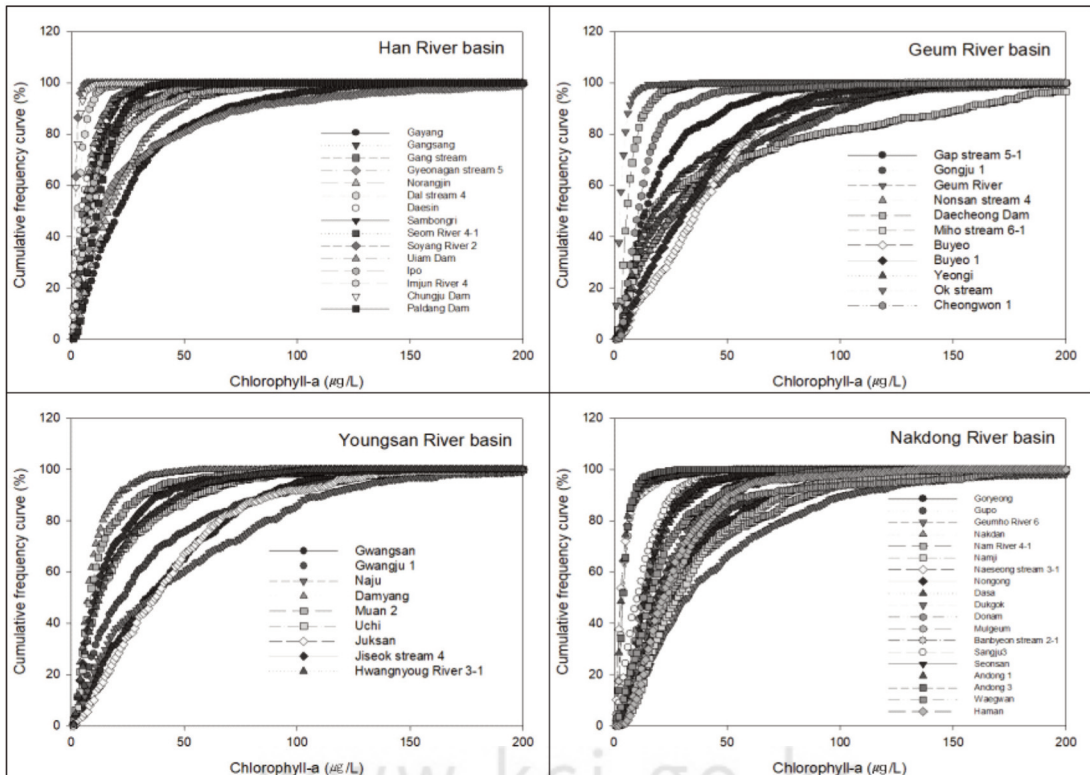 Han River basin
Cumulative frequency curve (%)
120
100
80
60
40
20
0
Gayang
Gangsang
Gang stream
Gyeonagan stream 5
Norangjin
Dal stream 4
Daesin
Sambongri
Seom River 4-1
Soyang River 2
Uiam Dam
Ipo
Imjun River 4
Chungju Dam
Paldang Dam
0 50 100 150 200
Chlorophyll-a (㎍/L)
Geum River basin
Cumulative frequency curve (%)
120
100
80
60
40
20
0
Gap stream 5-1
Gongju 1
Geum River
Nonsan stream 4
Daecheong Dam
Miho stream 6-1
Buyeo
Buyeo 1
Yeongi
Ok stream
Cheongwon 1
0 50 100 150 200
Chlorophyll-a (㎍/L)
Youngsan River basin
Cumulative frequency curve (%)
120
100
80
60
40
20
0
Gwangsan
Gwangju 1
Naju
Damyang
Muan 2
Uchi
Juksan
Jiseok stream 4
Hwangnyoug River 3-1
0 50 100 150 200
Chlorophyll-a (㎍/L)
Nakdong River basin
Cumulative frequency curve (%)
120
100
80
60
40
20
0
Goryeong
Gupo
Geumho River 6
Nakdan
Nam River 4-1
Namji
Naeseong stream 3-1
Nongong
Dasa
Dukgok
Donam
Mulgeum
Banbyeon stream 2-1
Sangju3
Seonsan
Andong 1
Andong 3
Waegwan
Haman
0 50 100 150 200
Chlorophyll-a (㎍/L)